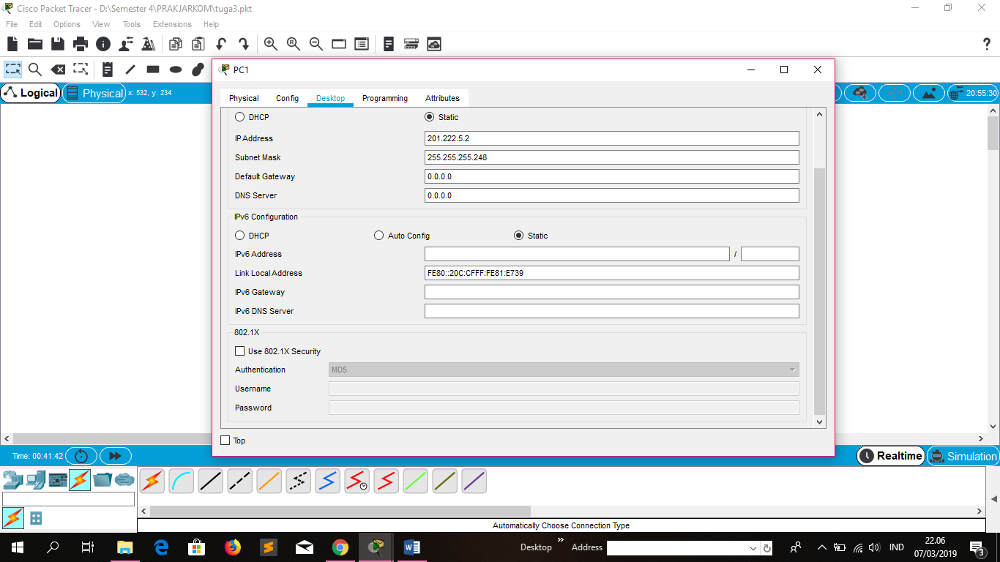 Cisco Packet Tracer - D:\Semester 4\PRAKJARKOM\tuga3.pkt
File Edit Options View Tools Extensions Help
?
PC1
Logical Physical x: 532, y: 234
20:55:30
Physical Config Desktop Programming Attributes
DHCP Static
IP Address 201.222.5.2
Subnet Mask 255.255.255.248
Default Gateway 0.0.0.0
DNS Server 0.0.0.0
IPv6 Configuration
DHCP Auto Config Static
IPv6 Address /
Link Local Address FE80::20C:CFFF:FE81:E739
IPv6 Gateway
IPv6 DNS Server
802.1X
Use 802.1X Security
Authentication MD5
Username
Password
Top
Time: 00:41:42 Realtime Simulation
Automatically Choose Connection Type
Desktop » Address IND 22.06
07/03/2019 3